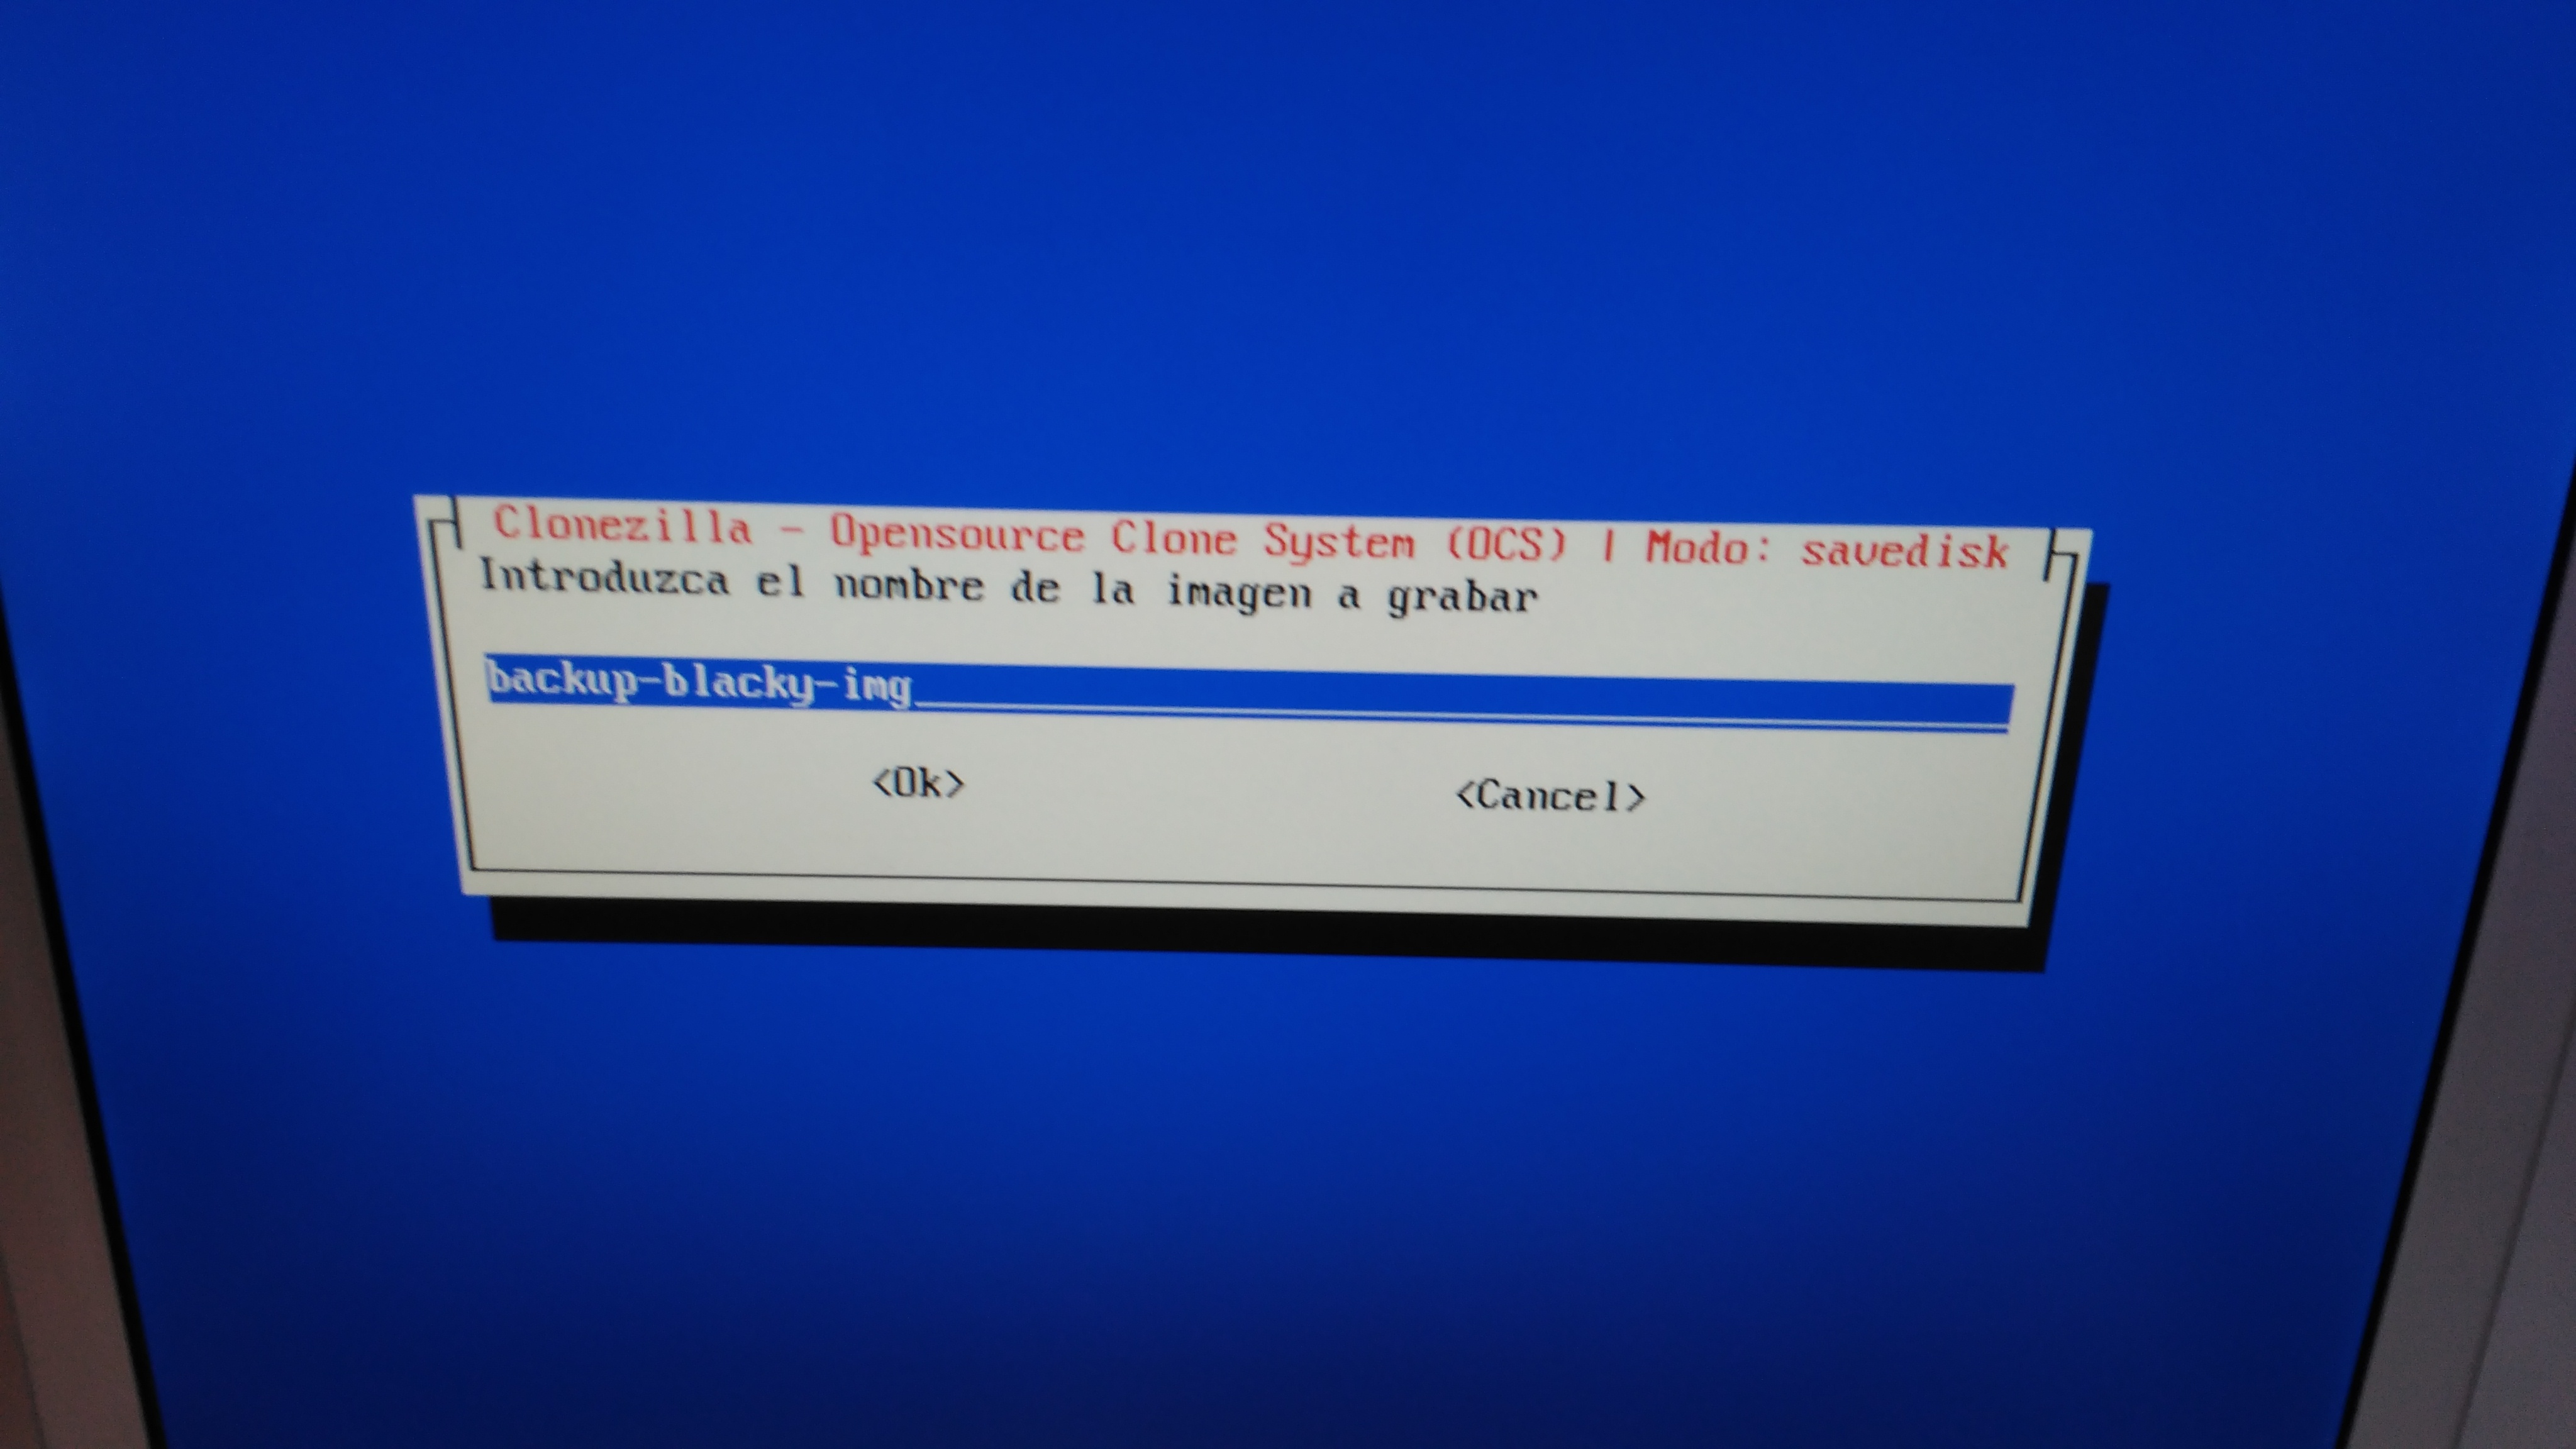 Clonezilla - Opensource Clone System (OCS) | Modo: savedisk
Introduzca el nombre de la imagen a grabar
backup-blacky-img
<Ok> <Cancel>